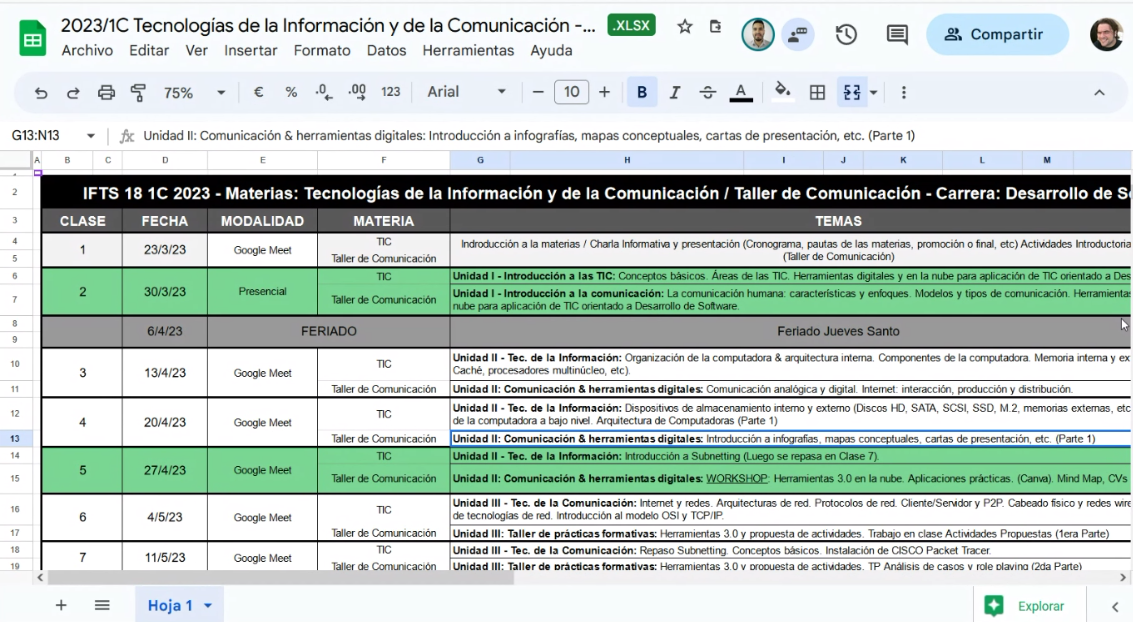 2023/1C Tecnologías de la Información y de la Comunicación -... .XLSX
Archivo Editar Ver Insertar Formato Datos Herramientas Ayuda
Compartir
75% € % .0 .00 123 Arial 10 B I S A
G13:N13 fx Unidad II: Comunicación & herramientas digitales: Introducción a infografías, mapas conceptuales, cartas de presentación, etc. (Parte 1)
A B C D E F G H I J K L M
2 IFTS 18 1C 2023 - Materias: Tecnologías de la Información y de la Comunicación / Taller de Comunicación - Carrera: Desarrollo de
3 CLASE FECHA MODALIDAD MATERIA TEMAS
4 1 23/3/23 Google Meet TIC Indroducción a la materias / Charla Informativa y presentación (Cronograma, pautas de las materias, promoción o final, etc) Actividades Introductoria
5 Taller de Comunicación (Taller de Comunicación)
6 2 30/3/23 Presencial TIC Unidad I - Introducción a las TIC: Conceptos básicos. Áreas de las TIC. Herramientas digitales y en la nube para aplicación de TIC orientado a Des
7 Taller de Comunicación Unidad I - Introducción a la comunicación: La comunicación humana: características y enfoques. Modelos y tipos de comunicación. Herramientas
nube para aplicación de TIC orientado a Desarrollo de Software.
8 6/4/23 FERIADO Feriado Jueves Santo
9
10 3 13/4/23 Google Meet TIC Unidad II - Tec. de la Información: Organización de la computadora & arquitectura interna. Componentes de la computadora. Memoria interna y ex
Caché, procesadores multinúcleo, etc).
11 Taller de Comunicación Unidad II: Comunicación & herramientas digitales: Comunicación analógica y digital. Internet: interacción, producción y distribución.
12 4 20/4/23 Google Meet TIC Unidad II - Tec. de la Información: Dispositivos de almacenamiento interno y externo (Discos HD, SATA, SCSI, SSD, M.2, memorias externas, etc
de la computadora a bajo nivel. Arquitectura de Computadoras (Parte 1)
13 Taller de Comunicación Unidad II: Comunicación & herramientas digitales: Introducción a infografías, mapas conceptuales, cartas de presentación, etc. (Parte 1)
14 5 27/4/23 Google Meet TIC Unidad II - Tec. de la Información: Introducción a Subnetting (Luego se repasa en Clase 7).
15 Taller de Comunicación Unidad II: Comunicación & herramientas digitales: WORKSHOP: Herramientas 3.0 en la nube. Aplicaciones prácticas. (Canva). Mind Map, CVs
16 6 4/5/23 Google Meet TIC Unidad III - Tec. de la Comunicación: Internet y redes. Arquitecturas de red. Protocolos de red. Cliente/Servidor y P2P. Cabeado físico y redes wire
de tecnologías de red. Introducción al modelo OSI y TCP/IP.
17 Taller de Comunicación Unidad III: Taller de prácticas formativas: Herramientas 3.0 y propuesta de actividades. Trabajo en clase Actividades Propuestas (1era Parte)
18 7 11/5/23 Google Meet TIC Unidad III - Tec. de la Comunicación: Repaso Subnetting. Conceptos básicos. Instalación de CISCO Packet Tracer.
19 Taller de Comunicación Unidad III: Taller de prácticas formativas: Herramientas 3.0 y propuesta de actividades. TP Análisis de casos y role playing (2da Parte)
Hoja 1 Explorar